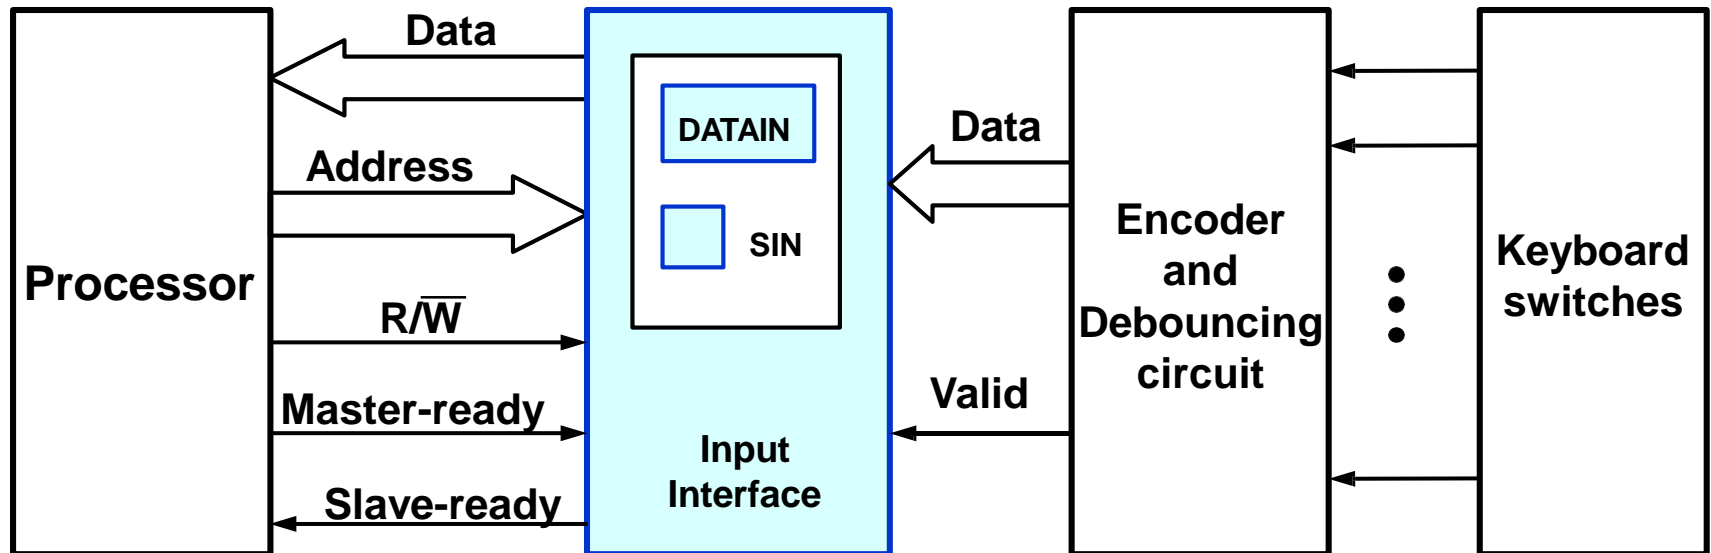 Processor
Data
Address
R/W̅
Master-ready
Slave-ready
DATAIN
SIN
Input
Interface
Data
Valid
Encoder
and
Debouncing
circuit
Keyboard
switches